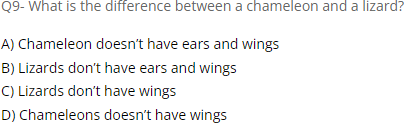 Q9- What is the difference between a chameleon and a lizard?
A) Chameleon doesn't have ears and wings
B) Lizards don't have ears and wings
C) Lizards don't have wings
D) Chameleons doesn't have wings